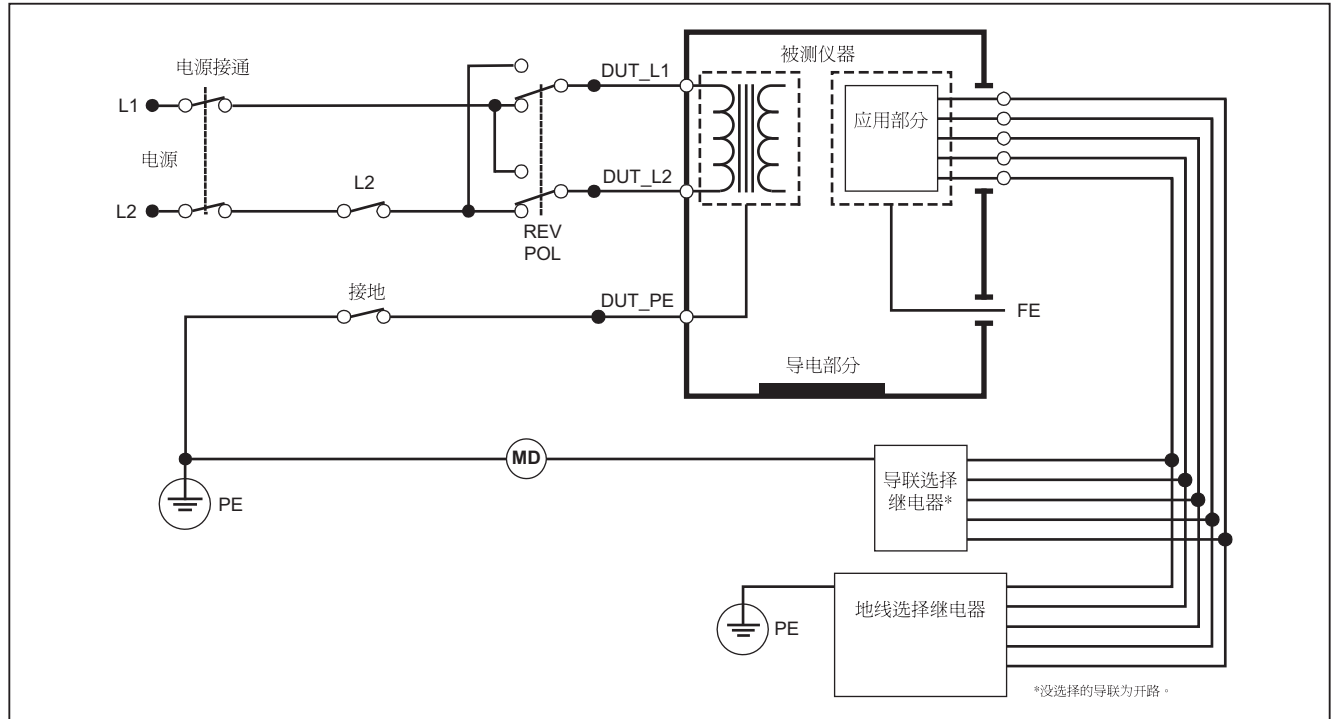 电源接通
L1
电源
L2
L2
REV
POL
DUT_L1
DUT_L2
被测仪器
应用部分
接地
DUT_PE
FE
导电部分
MD
PE
导联选择
继电器*
PE
地线选择继电器
*没选择的导联为开路。